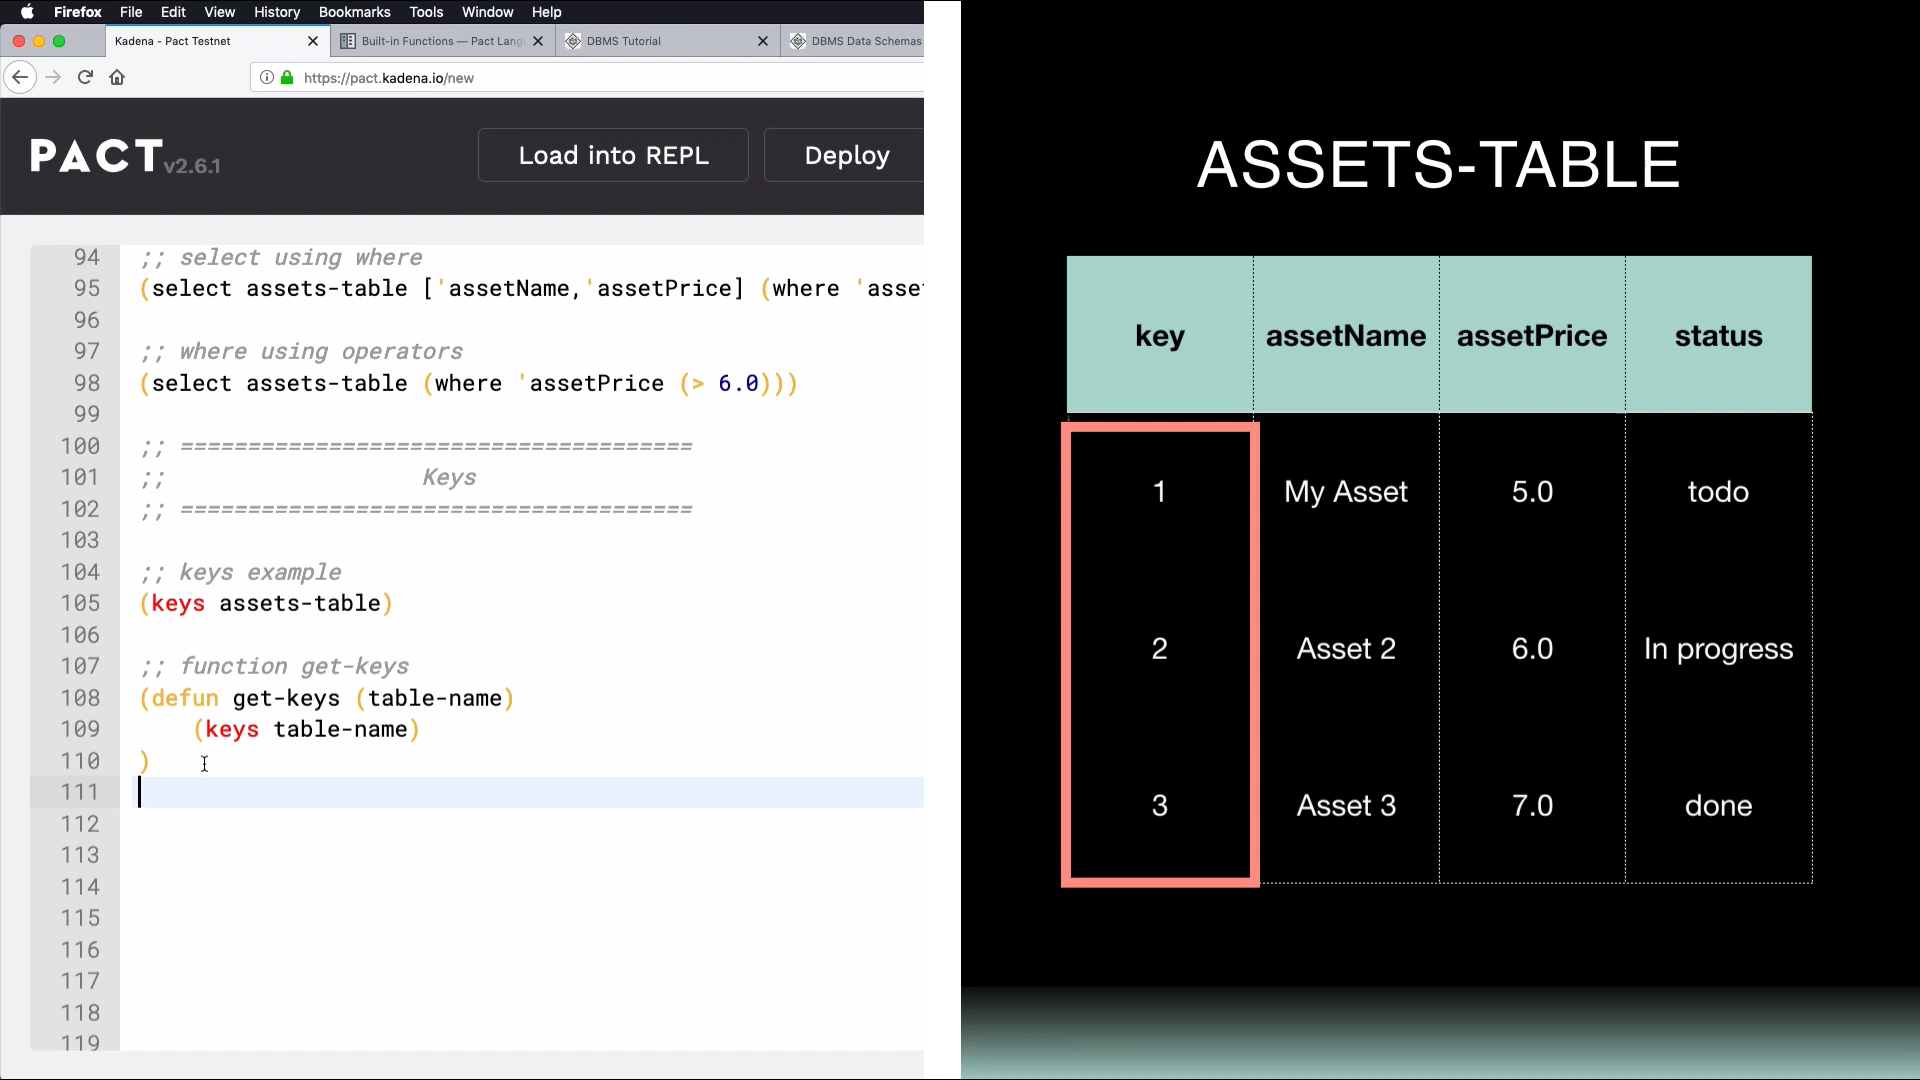 Firefox File Edit View History Bookmarks Tools Window Help
Kadena - Pact Testnet
Built-in Functions — Pact Lang
DBMS Tutorial
DBMS Data Schemas
https://pact.kadena.io/new
PACT v2.6.1
Load into REPL
Deploy
94 ;; select using where
95 (select assets-table ['assetName,'assetPrice] (where 'asse
96
97 ;; where using operators
98 (select assets-table (where 'assetPrice (> 6.0)))
99
100 ;; ======================================
101 ;; Keys
102 ;; ======================================
103
104 ;; keys example
105 (keys assets-table)
106
107 ;; function get-keys
108 (defun get-keys (table-name)
109 (keys table-name)
110 )
111
112
113
114
115
116
117
118
119
ASSETS-TABLE
key assetName assetPrice status
1 My Asset 5.0 todo
2 Asset 2 6.0 In progress
3 Asset 3 7.0 done